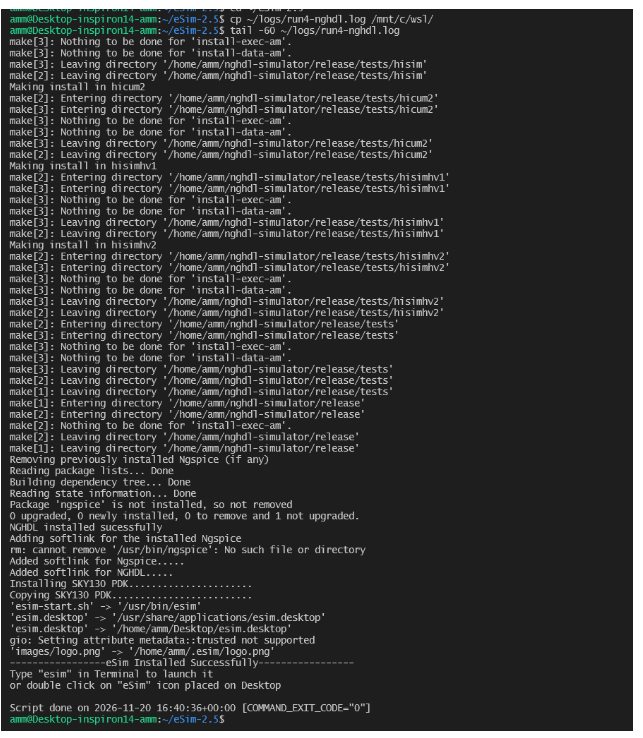 amm@Desktop-inspiron14-amm:~/eSim-2.5$ cp ~/logs/run4-nghdl.log /mnt/c/wsl/
amm@Desktop-inspiron14-amm:~/eSim-2.5$ tail -60 ~/logs/run4-nghdl.log
make[3]: Nothing to be done for 'install-exec-am'.
make[3]: Nothing to be done for 'install-data-am'.
make[3]: Leaving directory '/home/amm/nghdl-simulator/release/tests/hisim'
make[2]: Leaving directory '/home/amm/nghdl-simulator/release/tests/hisim'
Making install in hicum2
make[2]: Entering directory '/home/amm/nghdl-simulator/release/tests/hicum2'
make[3]: Entering directory '/home/amm/nghdl-simulator/release/tests/hicum2'
make[3]: Nothing to be done for 'install-exec-am'.
make[3]: Nothing to be done for 'install-data-am'.
make[3]: Leaving directory '/home/amm/nghdl-simulator/release/tests/hicum2'
make[2]: Leaving directory '/home/amm/nghdl-simulator/release/tests/hicum2'
Making install in hisimhv1
make[2]: Entering directory '/home/amm/nghdl-simulator/release/tests/hisimhv1'
make[3]: Entering directory '/home/amm/nghdl-simulator/release/tests/hisimhv1'
make[3]: Nothing to be done for 'install-exec-am'.
make[3]: Nothing to be done for 'install-data-am'.
make[3]: Leaving directory '/home/amm/nghdl-simulator/release/tests/hisimhv1'
make[2]: Leaving directory '/home/amm/nghdl-simulator/release/tests/hisimhv1'
Making install in hisimhv2
make[2]: Entering directory '/home/amm/nghdl-simulator/release/tests/hisimhv2'
make[3]: Entering directory '/home/amm/nghdl-simulator/release/tests/hisimhv2'
make[3]: Nothing to be done for 'install-exec-am'.
make[3]: Nothing to be done for 'install-data-am'.
make[3]: Leaving directory '/home/amm/nghdl-simulator/release/tests/hisimhv2'
make[2]: Leaving directory '/home/amm/nghdl-simulator/release/tests/hisimhv2'
make[2]: Entering directory '/home/amm/nghdl-simulator/release/tests'
make[3]: Entering directory '/home/amm/nghdl-simulator/release/tests'
make[3]: Nothing to be done for 'install-exec-am'.
make[3]: Nothing to be done for 'install-data-am'.
make[3]: Leaving directory '/home/amm/nghdl-simulator/release/tests'
make[2]: Leaving directory '/home/amm/nghdl-simulator/release/tests'
make[1]: Leaving directory '/home/amm/nghdl-simulator/release/tests'
make[1]: Entering directory '/home/amm/nghdl-simulator/release'
make[2]: Entering directory '/home/amm/nghdl-simulator/release'
make[2]: Nothing to be done for 'install-exec-am'.
make[2]: Leaving directory '/home/amm/nghdl-simulator/release'
make[1]: Leaving directory '/home/amm/nghdl-simulator/release'
Removing previously installed Ngspice (if any)
Reading package lists... Done
Building dependency tree... Done
Reading state information... Done
Package 'ngspice' is not installed, so not removed
0 upgraded, 0 newly installed, 0 to remove and 1 not upgraded.
NGHDL installed sucessfully
Adding softlink for the installed Ngspice
rm: cannot remove '/usr/bin/ngspice': No such file or directory
Added softlink for Ngspice.....
Added softlink for NGHDL.....
Installing SKY130 PDK......................
Copying SKY130 PDK.........................
'esim-start.sh' -> '/usr/bin/esim'
'esim.desktop' -> '/usr/share/applications/esim.desktop'
'esim.desktop' -> '/home/amm/Desktop/esim.desktop'
gio: Setting attribute metadata::trusted not supported
'images/logo.png' -> '/home/amm/.esim/logo.png'
-----------------eSim Installed Successfully-----------------
Type "esim" in Terminal to launch it
or double click on "eSim" icon placed on Desktop
Script done on 2026-11-20 16:40:36+00:00 [COMMAND_EXIT_CODE="0"]
amm@Desktop-inspiron14-amm:~/eSim-2.5$